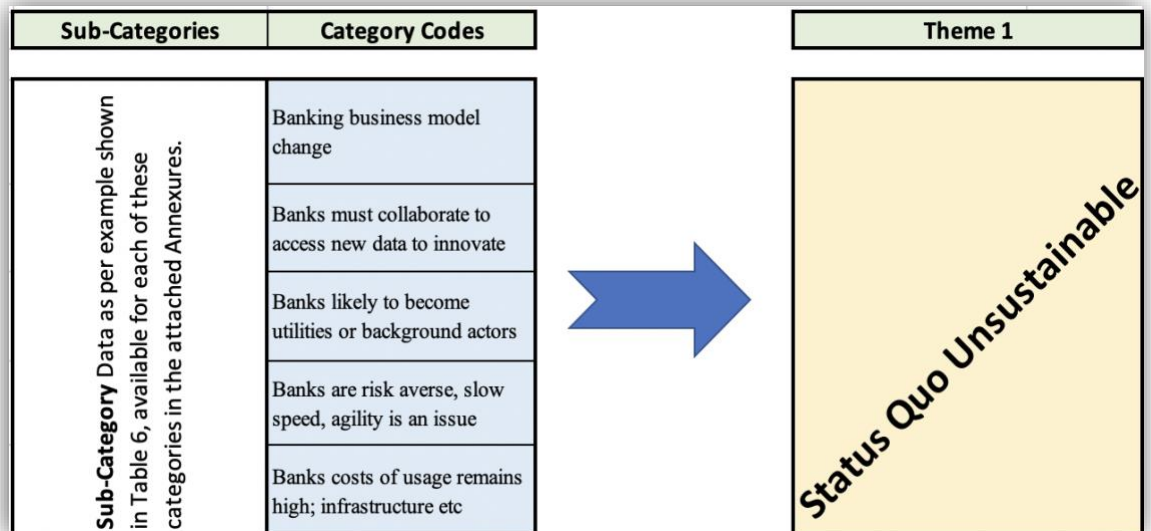 Sub-Categories
Category Codes
Theme 1
Sub-Category Data as per example shown
in Table 6, available for each of these
categories in the attached Annexures.
Banking business model
change
Banks must collaborate to
access new data to innovate
Banks likely to become
utilities or background actors
Banks are risk averse, slow
speed, agility is an issue
Banks costs of usage remains
high; infrastructure etc
Status Quo Unsustainable